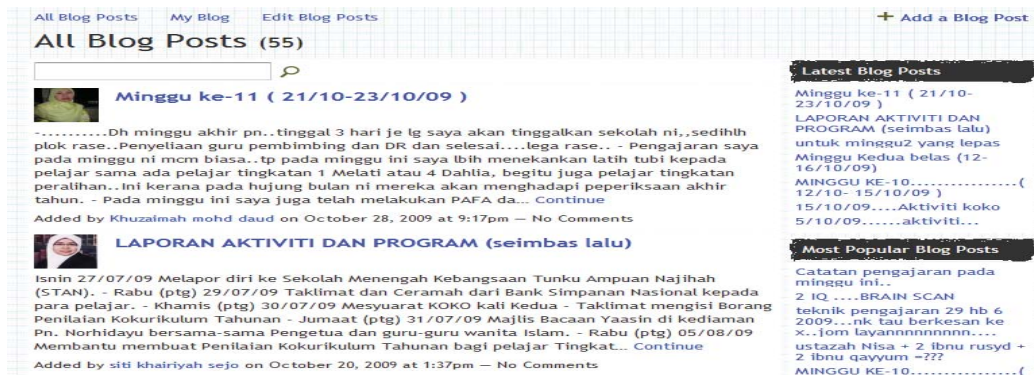 All Blog Posts My Blog Edit Blog Posts
+ Add a Blog Post
All Blog Posts (55)
Minggu ke-11 ( 21/10-23/10/09 )
-..........Dh minggu akhir pn..tinggal 3 hari je lg saya akan tinggalkan sekolah ni,,sedihlh
plok rase..Penyeliaan guru pembimbing dan DR dan selesai....lega rase.. - Pengajaran saya
pada minggu ni mcm biasa..tp pada minggu ini saya lbih menekankan latih tubi kepada
pelajar sama ada pelajar tingkatan 1 Melati atau 4 Dahlia, begitu juga pelajar tingkatan
peralihan..Ini kerana pada hujung bulan ni mereka akan menghadapi peperiksaan akhir
tahun. - Pada minggu ini saya juga telah melakukan PAFA da... Continue
Added by Khuzaimah mohd daud on October 28, 2009 at 9:17pm — No Comments
LAPORAN AKTIVITI DAN PROGRAM (seimbas lalu)
Isnin 27/07/09 Melapor diri ke Sekolah Menengah Kebangsaan Tunku Ampuan Najihah
(STAN). - Rabu (ptg) 29/07/09 Taklimat dan Ceramah dari Bank Simpanan Nasional kepada
para pelajar. - Khamis (ptg) 30/07/09 Mesyuarat KOKO kali Kedua - Taklimat mengisi Borang
Penilaian Kokurikulum Tahunan - Jumaat (ptg) 31/07/09 Majlis Bacaan Yaasin di kediaman
Pn. Norhidayu bersama-sama Pengetua dan guru-guru wanita Islam. - Rabu (ptg) 05/08/09
Membantu membuat Penilaian Kokurikulum Tahunan bagi pelajar Tingkat... Continue
Added by siti khairiyah sejo on October 20, 2009 at 1:37pm — No Comments
Latest Blog Posts
Minggu ke-11 ( 21/10-
23/10/09 )
LAPORAN AKTIVITI DAN
PROGRAM (seimbas lalu)
untuk minggu2 yang lepas
Minggu Kedua belas (12-
16/10/09)
MINGGU KE-10...............(
12/10- 15/10/09 )
15/10/09....Aktiviti koko
5/10/09......aktiviti...
Most Popular Blog Posts
Catatan pengajaran pada
minggu ini..
2 IQ ....BRAIN SCAN
teknik pengajaran 29 hb 6
2009...nk tau berkesan ke
x..jom layannnnnnnnn....
ustazah Nisa + 2 ibnu rusyd +
2 ibnu qayyum =???
MINGGU KE-10...............(